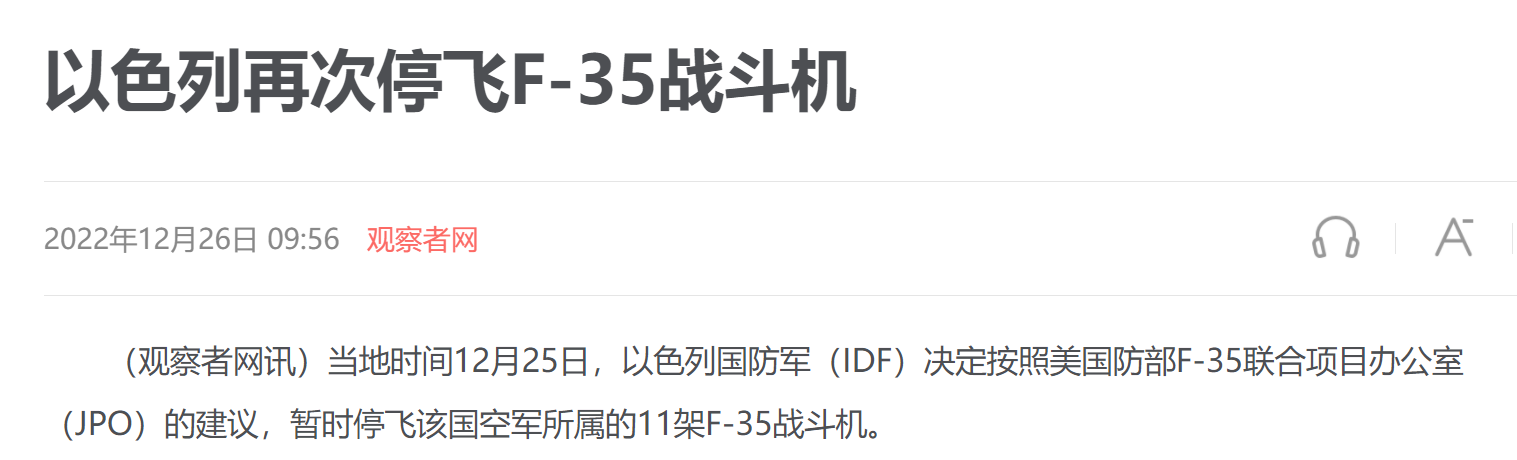 以色列再次停飞F-35战斗机
2022年12月26日 09:56 观察者网
A-
（观察者网讯）当地时间12月25日，以色列国防军（IDF）决定按照美国防部F-35联合项目办公室
（JPO）的建议，暂时停飞该国空军所属的11架F-35战斗机。